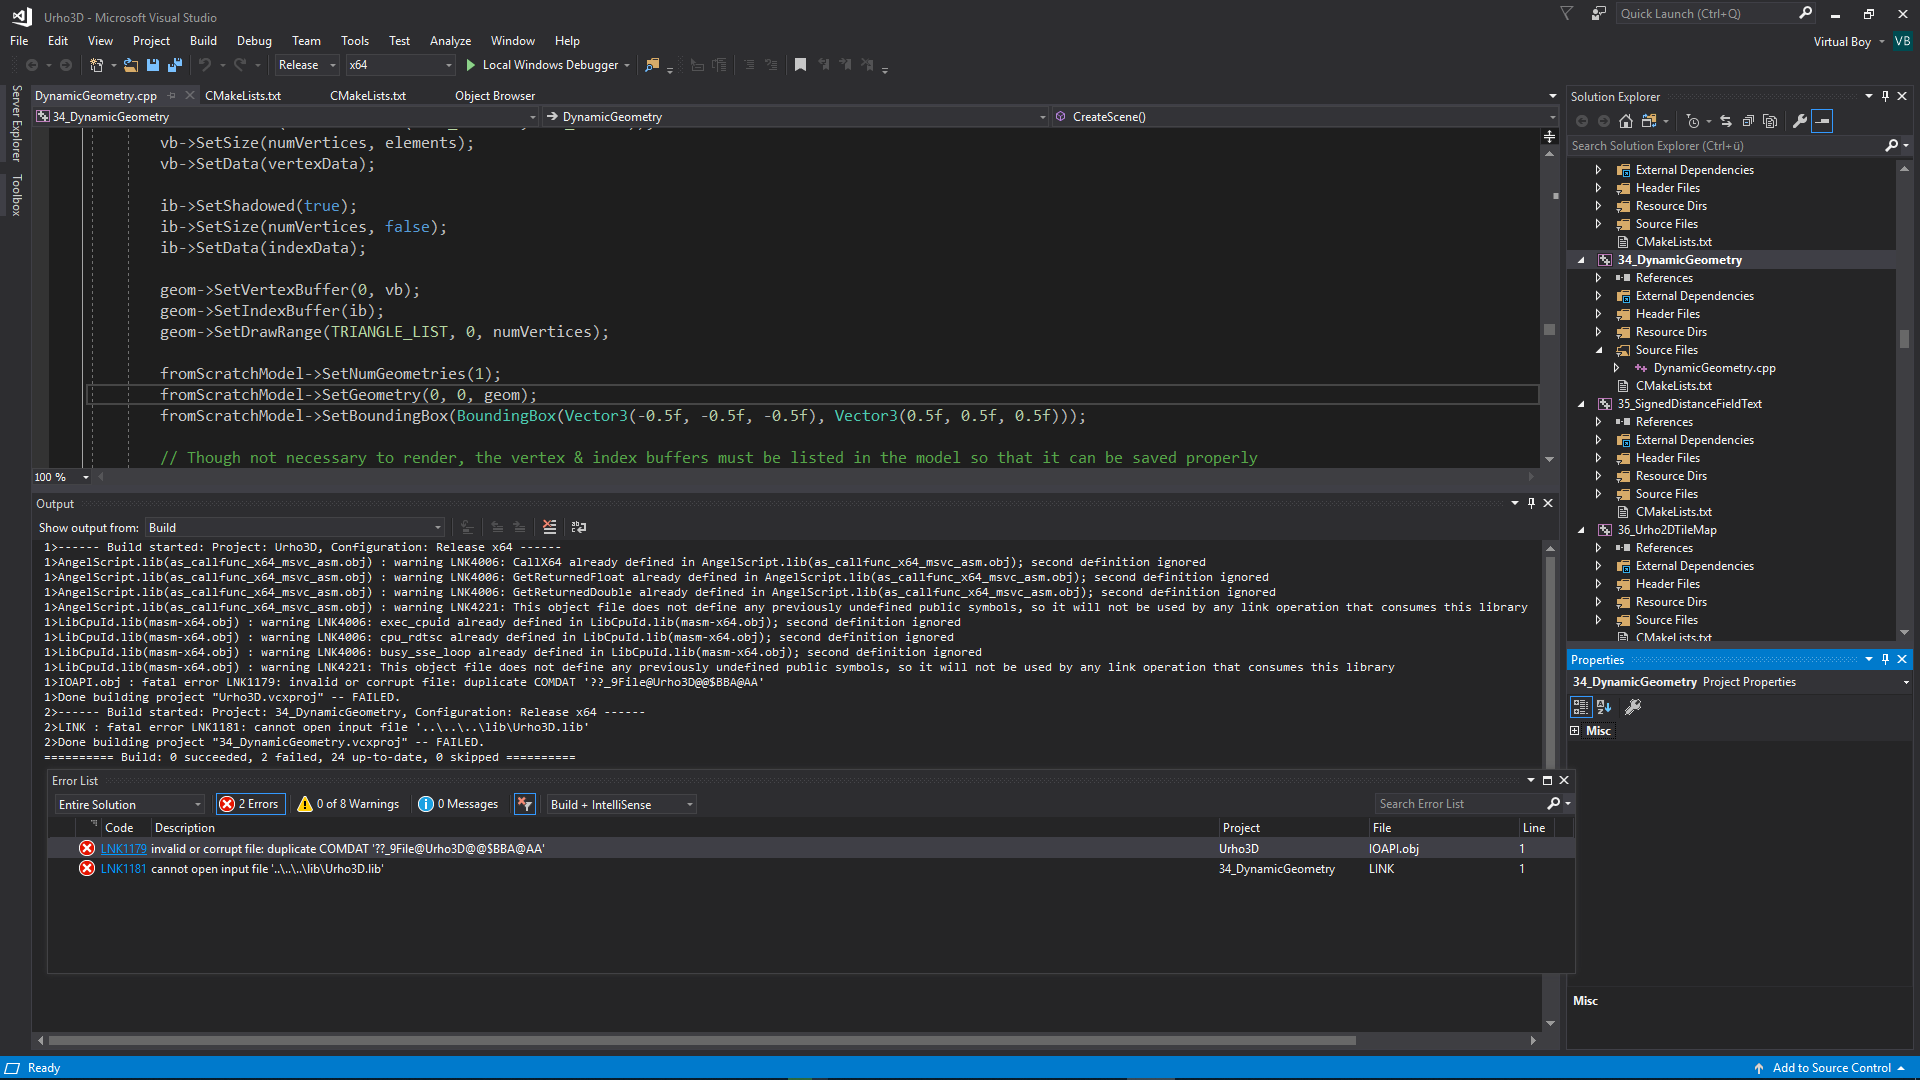 Urho3D - Microsoft Visual Studio
Quick Launch (Ctrl+Q)
File Edit View Project Build Debug Team Tools Test Analyze Window Help
Virtual Boy VB
Release x64 Local Windows Debugger
Server Explorer
Toolbox
DynamicGeometry.cpp CMakeLists.txt CMakeLists.txt Object Browser
34_DynamicGeometry DynamicGeometry CreateScene()
vb->SetSize(numVertices, elements);
vb->SetData(vertexData);
ib->SetShadowed(true);
ib->SetSize(numVertices, false);
ib->SetData(indexData);
geom->SetVertexBuffer(0, vb);
geom->SetIndexBuffer(ib);
geom->SetDrawRange(TRIANGLE_LIST, 0, numVertices);
fromScratchModel->SetNumGeometries(1);
fromScratchModel->SetGeometry(0, 0, geom);
fromScratchModel->SetBoundingBox(BoundingBox(Vector3(-0.5f, -0.5f, -0.5f), Vector3(0.5f, 0.5f, 0.5f)));
// Though not necessary to render, the vertex & index buffers must be listed in the model so that it can be saved properly
100 %
Output
Show output from: Build
1>------ Build started: Project: Urho3D, Configuration: Release x64 ------
1>AngelScript.lib(as_callfunc_x64_msvc_asm.obj) : warning LNK4006: CallX64 already defined in AngelScript.lib(as_callfunc_x64_msvc_asm.obj); second definition ignored
1>AngelScript.lib(as_callfunc_x64_msvc_asm.obj) : warning LNK4006: GetReturnedFloat already defined in AngelScript.lib(as_callfunc_x64_msvc_asm.obj); second definition ignored
1>AngelScript.lib(as_callfunc_x64_msvc_asm.obj) : warning LNK4006: GetReturnedDouble already defined in AngelScript.lib(as_callfunc_x64_msvc_asm.obj); second definition ignored
1>AngelScript.lib(as_callfunc_x64_msvc_asm.obj) : warning LNK4221: This object file does not define any previously undefined public symbols, so it will not be used by any link operation that consumes this library
1>LibCpuId.lib(masm-x64.obj) : warning LNK4006: exec_cpuid already defined in LibCpuId.lib(masm-x64.obj); second definition ignored
1>LibCpuId.lib(masm-x64.obj) : warning LNK4006: cpu_rdtsc already defined in LibCpuId.lib(masm-x64.obj); second definition ignored
1>LibCpuId.lib(masm-x64.obj) : warning LNK4006: busy_sse_loop already defined in LibCpuId.lib(masm-x64.obj); second definition ignored
1>LibCpuId.lib(masm-x64.obj) : warning LNK4221: This object file does not define any previously undefined public symbols, so it will not be used by any link operation that consumes this library
1>IOAPI.obj : fatal error LNK1179: invalid or corrupt file: duplicate COMDAT '??_9File@Urho3D@@$BBA@AA'
1>Done building project "Urho3D.vcxproj" -- FAILED.
2>------ Build started: Project: 34_DynamicGeometry, Configuration: Release x64 ------
2>LINK : fatal error LNK1181: cannot open input file '..\..\..\lib\Urho3D.lib'
2>Done building project "34_DynamicGeometry.vcxproj" -- FAILED.
========== Build: 0 succeeded, 2 failed, 24 up-to-date, 0 skipped ==========
Error List
Entire Solution 2 Errors 0 of 8 Warnings 0 Messages Build + IntelliSense Search Error List
Code Description Project File Line
LNK1179 invalid or corrupt file: duplicate COMDAT '??_9File@Urho3D@@$BBA@AA' Urho3D IOAPI.obj 1
LNK1181 cannot open input file '..\..\..\lib\Urho3D.lib' 34_DynamicGeometry LINK 1
Solution Explorer
Search Solution Explorer (Ctrl+ü)
External Dependencies
Header Files
Resource Dirs
Source Files
CMakeLists.txt
34_DynamicGeometry
References
External Dependencies
Header Files
Resource Dirs
Source Files
DynamicGeometry.cpp
CMakeLists.txt
35_SignedDistanceFieldText
References
External Dependencies
Header Files
Resource Dirs
Source Files
CMakeLists.txt
36_Urho2DTileMap
References
External Dependencies
Header Files
Resource Dirs
Source Files
CMakeLists.txt
Properties
34_DynamicGeometry Project Properties
Misc
Misc
Ready
Add to Source Control